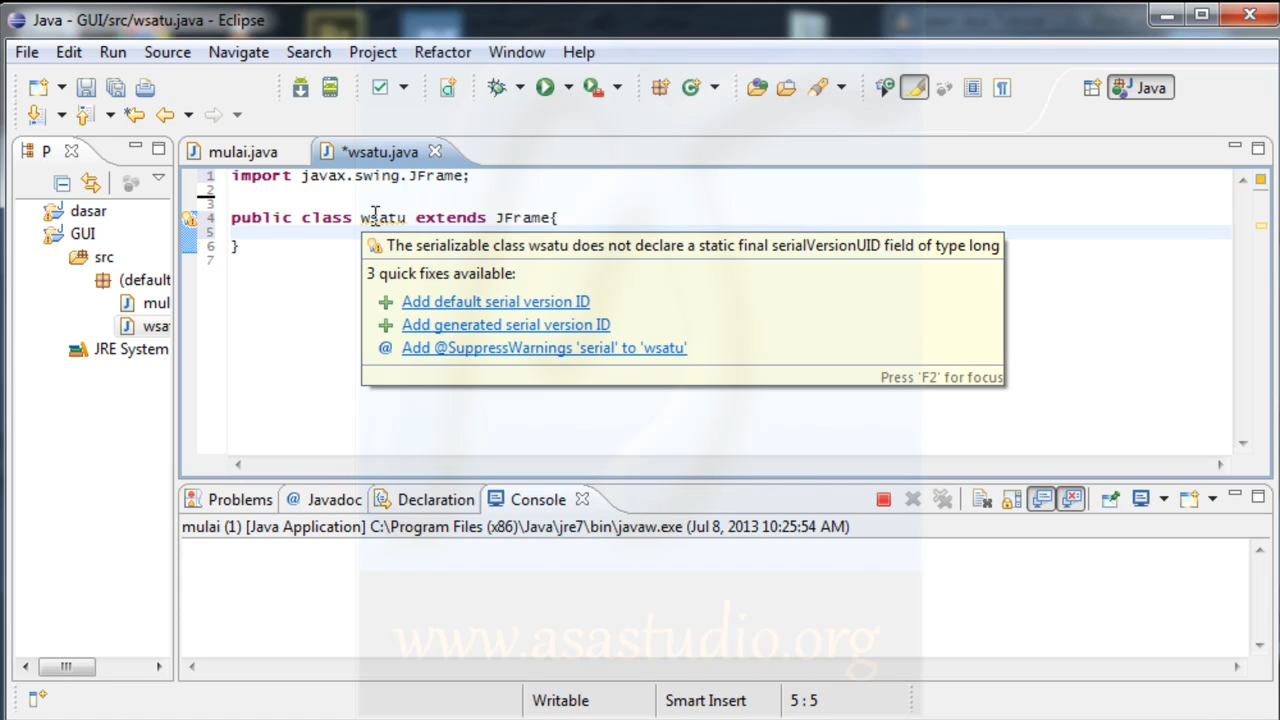 Java - GUI/src/wsatu.java - Eclipse
File Edit Run Source Navigate Search Project Refactor Window Help
Java
P
mulai.java *wsatu.java
dasar
GUI
src
(default
mul
wsa
JRE System
1 import javax.swing.JFrame;
2
3
4 public class wsatu extends JFrame{
5
6 }
7
The serializable class wsatu does not declare a static final serialVersionUID field of type long
3 quick fixes available:
Add default serial version ID
Add generated serial version ID
@ Add @SuppressWarnings 'serial' to 'wsatu'
Press 'F2' for focus
Problems @ Javadoc Declaration Console
mulai (1) [Java Application] C:\Program Files (x86)\Java\jre7\bin\javaw.exe (Jul 8, 2013 10:25:54 AM)
www.asastudio.org
Writable Smart Insert 5 : 5